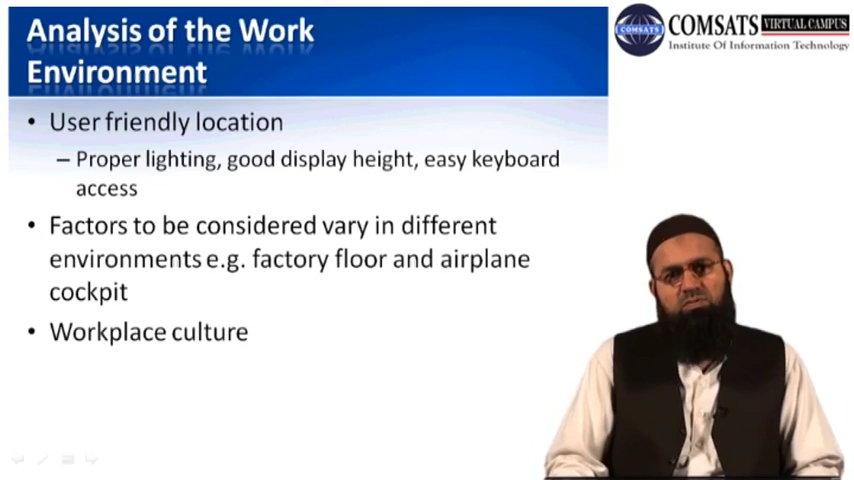 Analysis of the Work
Environment
COMSATS VIRTUAL CAMPUS
COMSATS
Institute Of Information Technology
• User friendly location
– Proper lighting, good display height, easy keyboard
access
• Factors to be considered vary in different
environments e.g. factory floor and airplane
cockpit
• Workplace culture